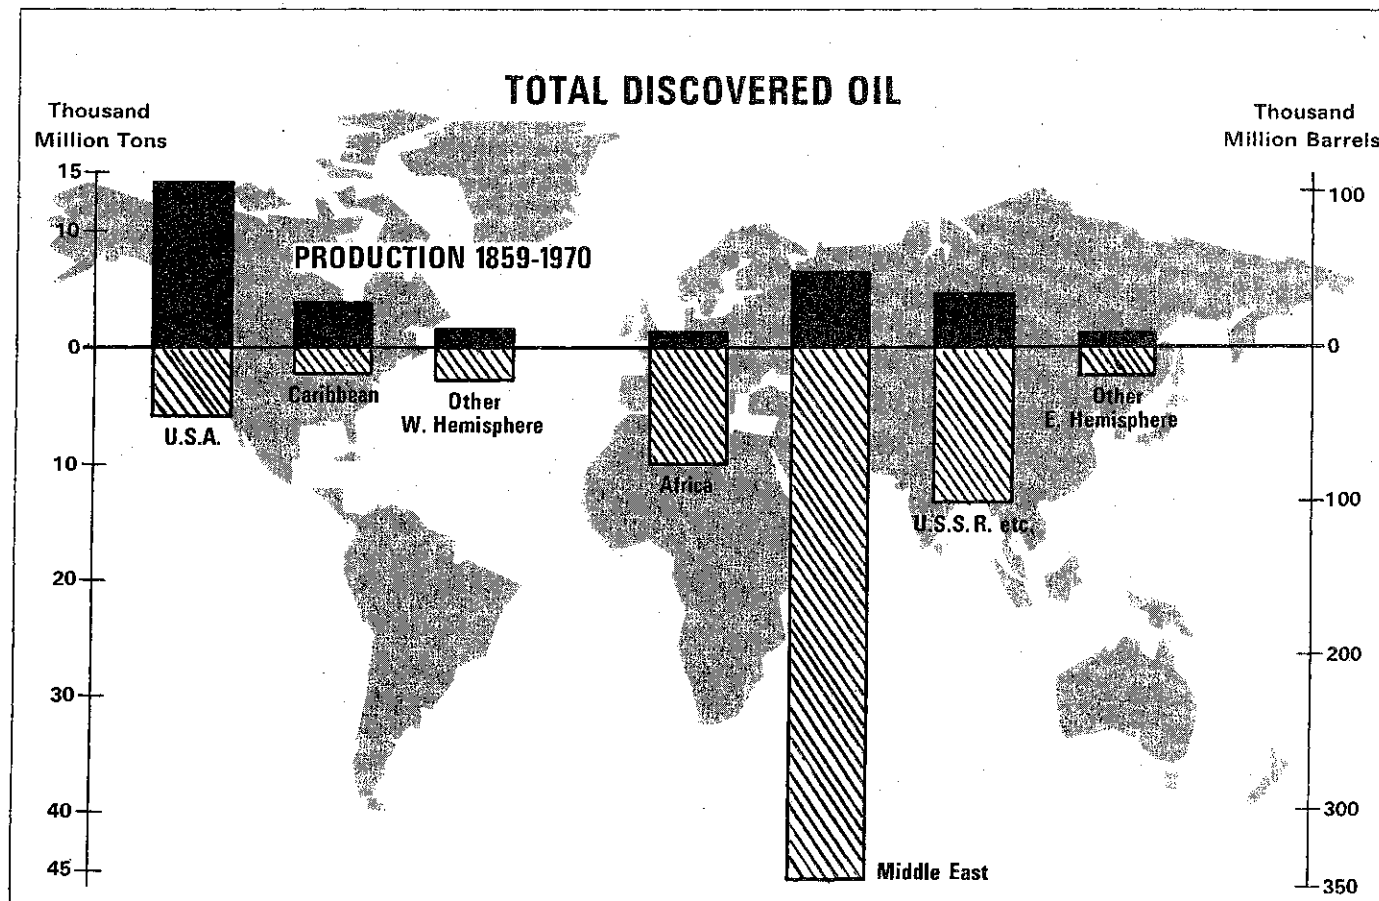 TOTAL DISCOVERED OIL
Thousand
Million Tons
Thousand
Million Barrels
15
10
0
10
20
30
40
45
100
0
100
200
300
350
PRODUCTION 1859-1970
U.S.A.
Caribbean
Other
W. Hemisphere
Africa
Middle East
U.S.S.R. etc.
Other
E. Hemisphere